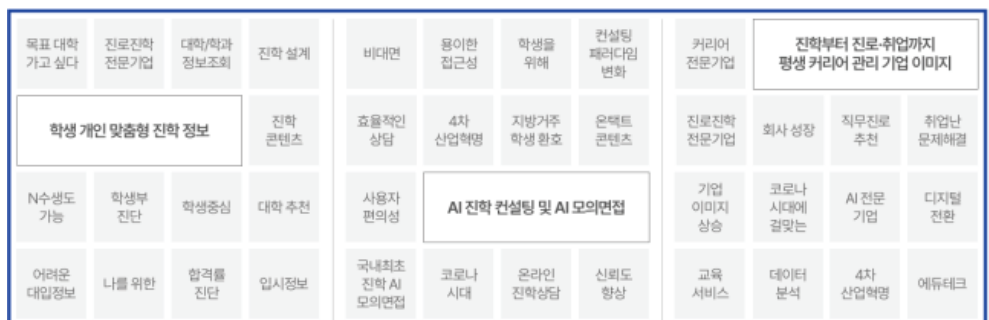 목표 대학
가고 싶다
진로진학
전문기업
대학/학과
정보조회
진학 설계
학생 개인 맞춤형 진학 정보
진학
콘텐츠
N수생도
가능
학생부
진단
학생중심
대학 추천
어려운
대입정보
나를 위한
합격률
진단
입시정보
비대면
용이한
접근성
학생을
위해
컨설팅
패러다임
변화
효율적인
상담
4차
산업혁명
지방거주
학생 환호
온택트
콘텐츠
사용자
편의성
AI 진학 컨설팅 및 AI 모의면접
국내최초
진학 AI
모의면접
코로나
시대
온라인
진학상담
신뢰도
향상
커리어
전문기업
진학부터 진로·취업까지
평생 커리어 관리 기업 이미지
진로진학
전문기업
회사 성장
직무진로
추천
취업난
문제해결
기업
이미지
상승
코로나
시대에
걸맞는
AI 전문
기업
디지털
전환
교육
서비스
데이터
분석
4차
산업혁명
에듀테크